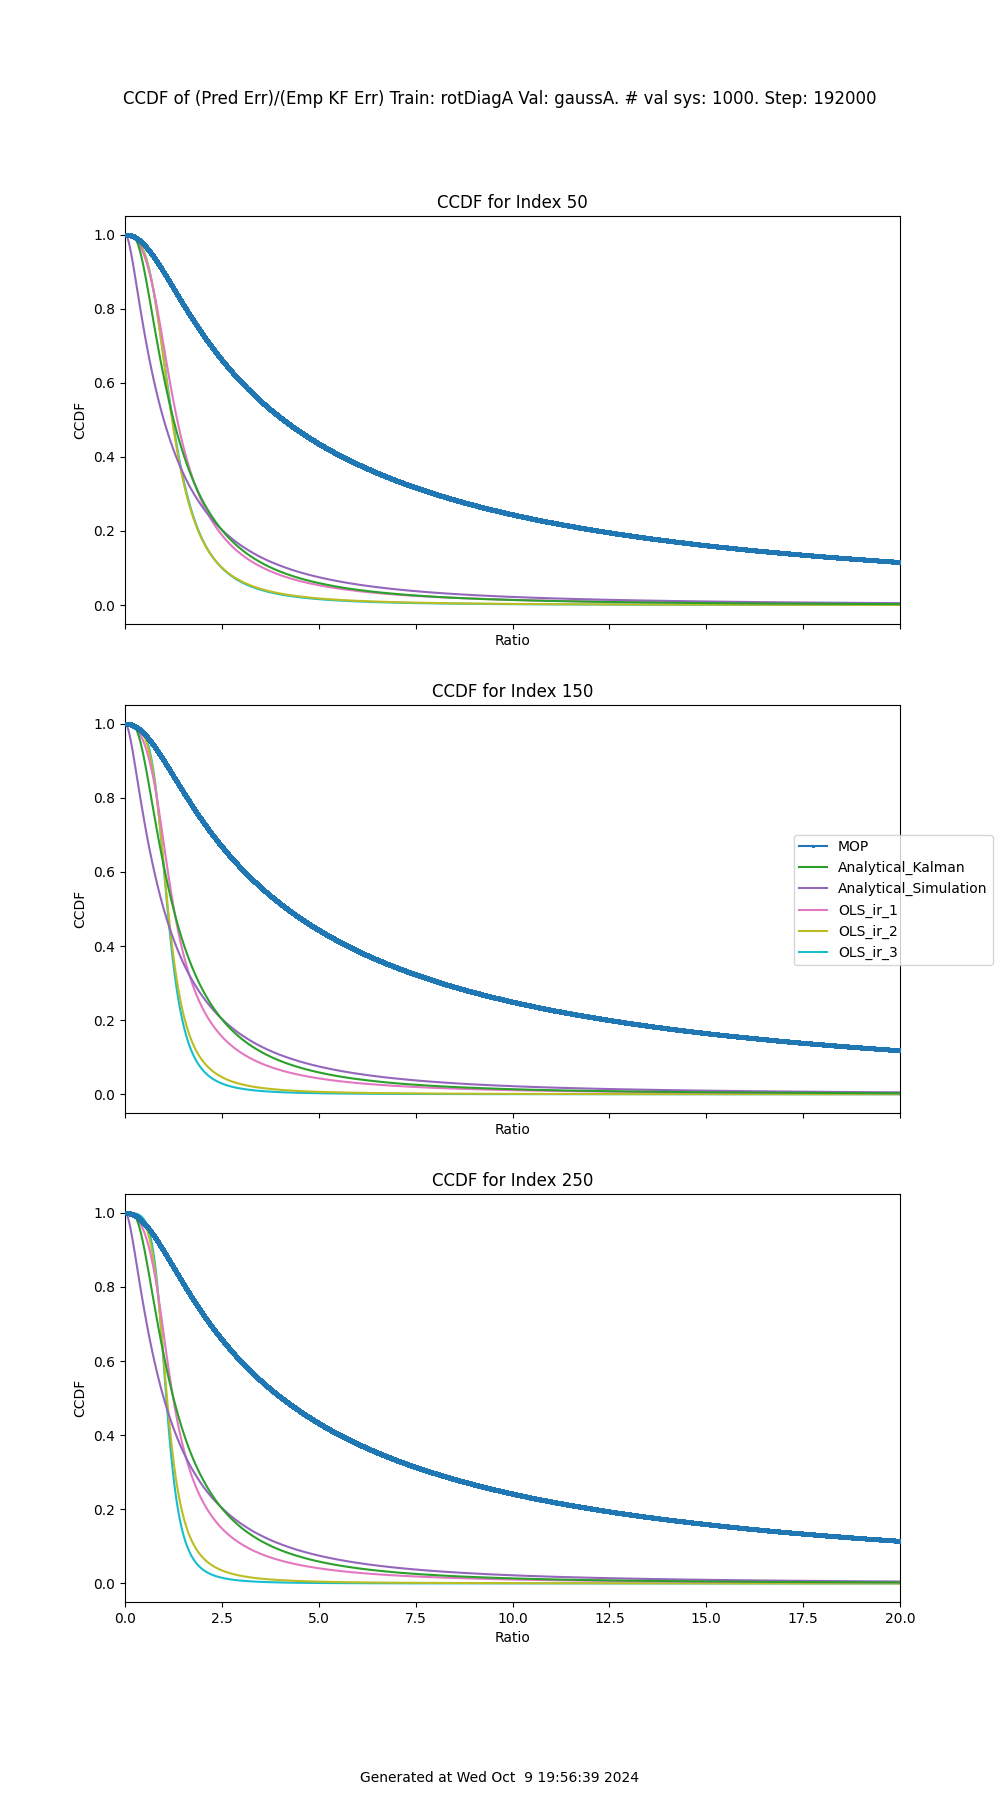 CCDF of (Pred Err)/(Emp KF Err) Train: rotDiagA Val: gaussA. # val sys: 1000. Step: 192000
CCDF for Index 50
1.0
0.8
0.6
0.4
0.2
0.0
CCDF
Ratio
CCDF for Index 150
1.0
0.8
0.6
0.4
0.2
0.0
CCDF
MOP
Analytical_Kalman
Analytical_Simulation
OLS_ir_1
OLS_ir_2
OLS_ir_3
Ratio
CCDF for Index 250
1.0
0.8
0.6
0.4
0.2
0.0
CCDF
0.0 2.5 5.0 7.5 10.0 12.5 15.0 17.5 20.0
Ratio
Generated at Wed Oct  9 19:56:39 2024